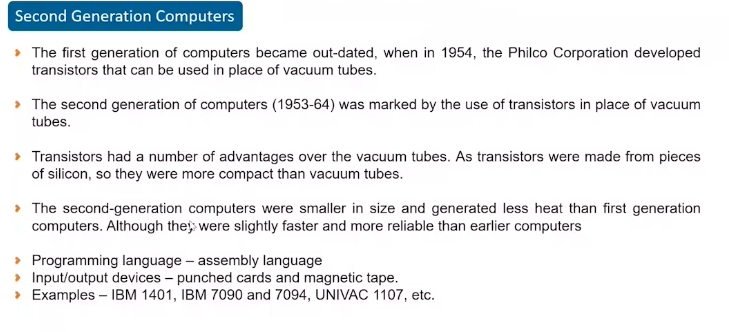 Second Generation Computers
The first generation of computers became out-dated, when in 1954, the Philco Corporation developed
transistors that can be used in place of vacuum tubes.
The second generation of computers (1953-64) was marked by the use of transistors in place of vacuum
tubes.
Transistors had a number of advantages over the vacuum tubes. As transistors were made from pieces
of silicon, so they were more compact than vacuum tubes.
The second-generation computers were smaller in size and generated less heat than first generation
computers. Although they were slightly faster and more reliable than earlier computers
Programming language – assembly language
Input/output devices – punched cards and magnetic tape.
Examples – IBM 1401, IBM 7090 and 7094, UNIVAC 1107, etc.